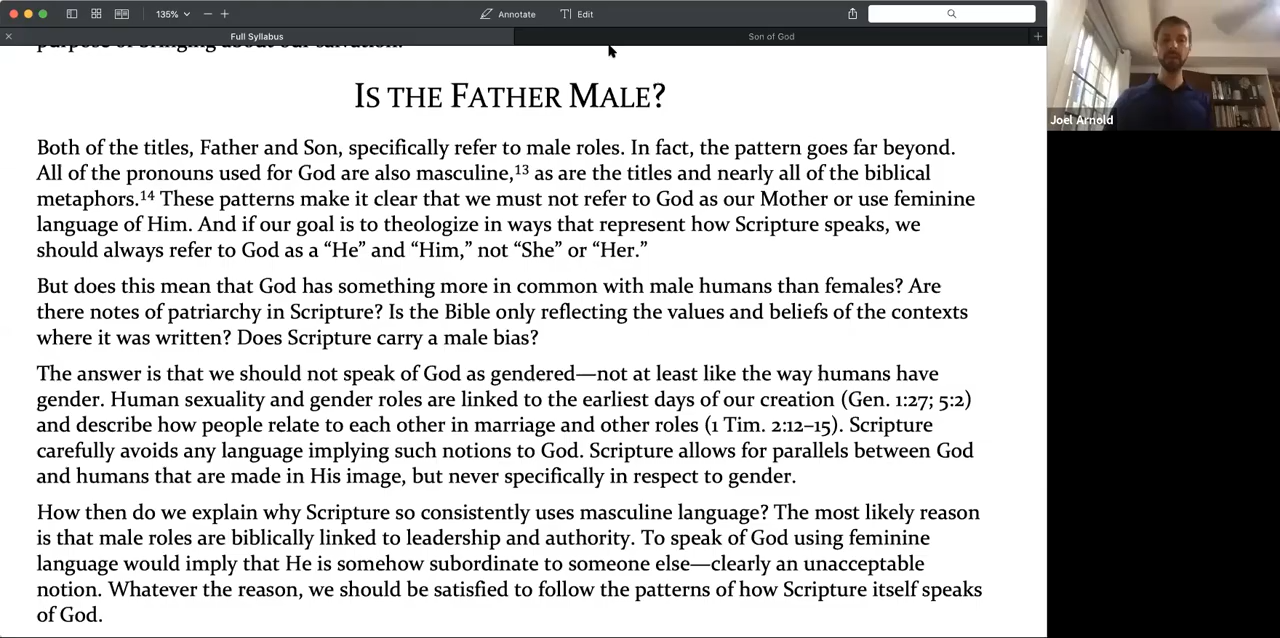 135%
Annotate
Edit
Full Syllabus
Son of God
purpose of bringing about our salvation.
IS THE FATHER MALE?
Joel Arnold
Both of the titles, Father and Son, specifically refer to male roles. In fact, the pattern goes far beyond.
All of the pronouns used for God are also masculine,13 as are the titles and nearly all of the biblical
metaphors.14 These patterns make it clear that we must not refer to God as our Mother or use feminine
language of Him. And if our goal is to theologize in ways that represent how Scripture speaks, we
should always refer to God as a “He” and “Him,” not “She” or “Her.”
But does this mean that God has something more in common with male humans than females? Are
there notes of patriarchy in Scripture? Is the Bible only reflecting the values and beliefs of the contexts
where it was written? Does Scripture carry a male bias?
The answer is that we should not speak of God as gendered—not at least like the way humans have
gender. Human sexuality and gender roles are linked to the earliest days of our creation (Gen. 1:27; 5:2)
and describe how people relate to each other in marriage and other roles (1 Tim. 2:12–15). Scripture
carefully avoids any language implying such notions to God. Scripture allows for parallels between God
and humans that are made in His image, but never specifically in respect to gender.
How then do we explain why Scripture so consistently uses masculine language? The most likely reason
is that male roles are biblically linked to leadership and authority. To speak of God using feminine
language would imply that He is somehow subordinate to someone else—clearly an unacceptable
notion. Whatever the reason, we should be satisfied to follow the patterns of how Scripture itself speaks
of God.